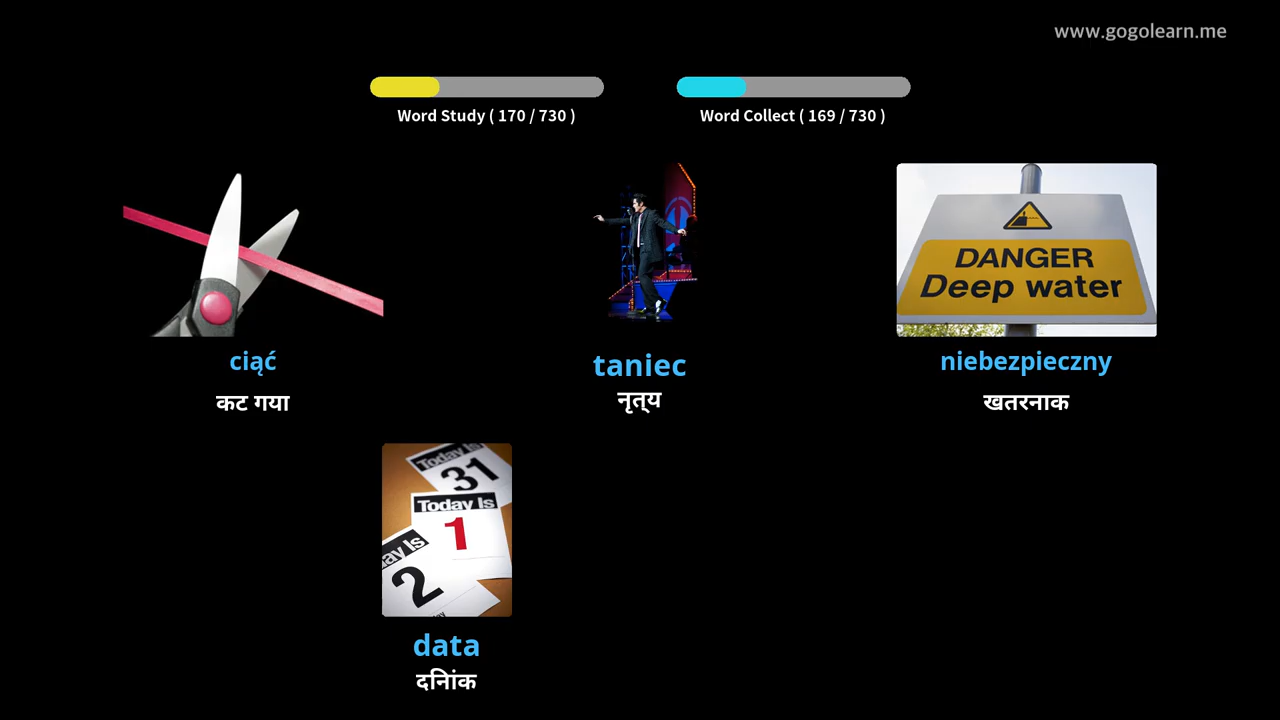 www.gogolearn.me
Word Study ( 170 / 730 )
Word Collect ( 169 / 730 )
DANGER
Deep water
ciąć
taniec
niebezpieczny
कट गया
नृत्य
खतरनाक
Today Is
31
Today Is
1
ay Is
2
data
दिनांक